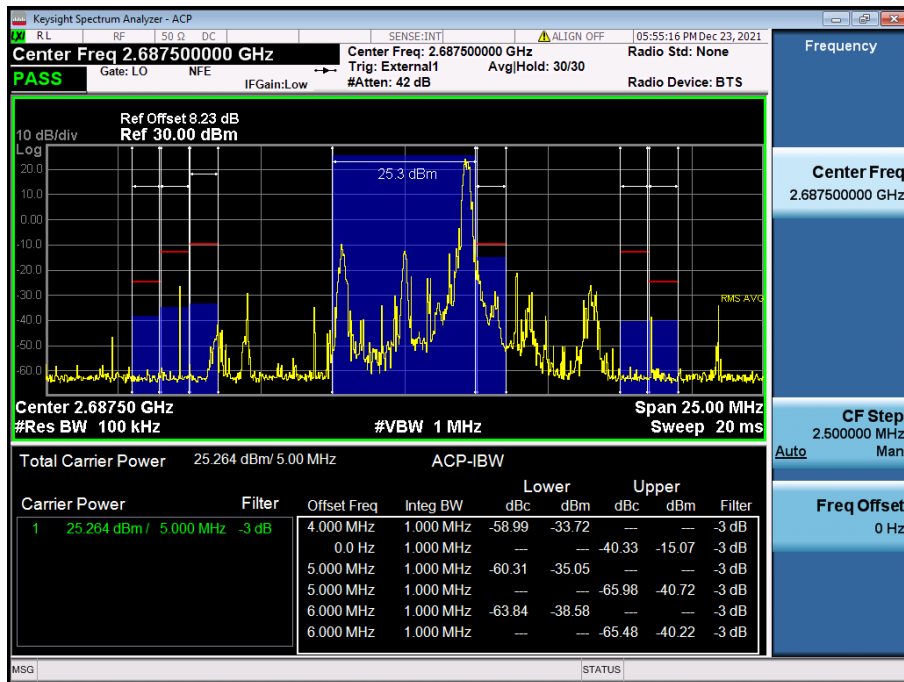 Keysight Spectrum Analyzer - ACP
LXI RL RF 50 Ω DC SENSE:INT ALIGN OFF 05:55:16 PM Dec 23, 2021
Center Freq 2.687500000 GHz Center Freq: 2.687500000 GHz Radio Std: None
Gate: LO NFE Trig: External1 Avg|Hold: 30/30
PASS IFGain:Low #Atten: 42 dB Radio Device: BTS
Ref Offset 8.23 dB
10 dB/div Ref 30.00 dBm
Log
20.0
10.0
0.00
-10.0
-20.0
-30.0
-40.0
-50.0
-60.0
25.3 dBm
RMS AVG
Center 2.68750 GHz Span 25.00 MHz
#Res BW 100 kHz #VBW 1 MHz Sweep 20 ms
Total Carrier Power 25.264 dBm/ 5.00 MHz ACP-IBW
Lower Upper
Carrier Power Filter Offset Freq Integ BW dBc dBm dBc dBm Filter
1 25.264 dBm / 5.000 MHz -3 dB 4.000 MHz 1.000 MHz -58.99 -33.72 --- --- -3 dB
0.0 Hz 1.000 MHz --- --- -40.33 -15.07 -3 dB
5.000 MHz 1.000 MHz -60.31 -35.05 --- --- -3 dB
5.000 MHz 1.000 MHz --- --- -65.98 -40.72 -3 dB
6.000 MHz 1.000 MHz -63.84 -38.58 --- --- -3 dB
6.000 MHz 1.000 MHz --- --- -65.48 -40.22 -3 dB
MSG STATUS
Frequency
Center Freq
2.687500000 GHz
CF Step
2.500000 MHz
Auto Man
Freq Offset
0 Hz